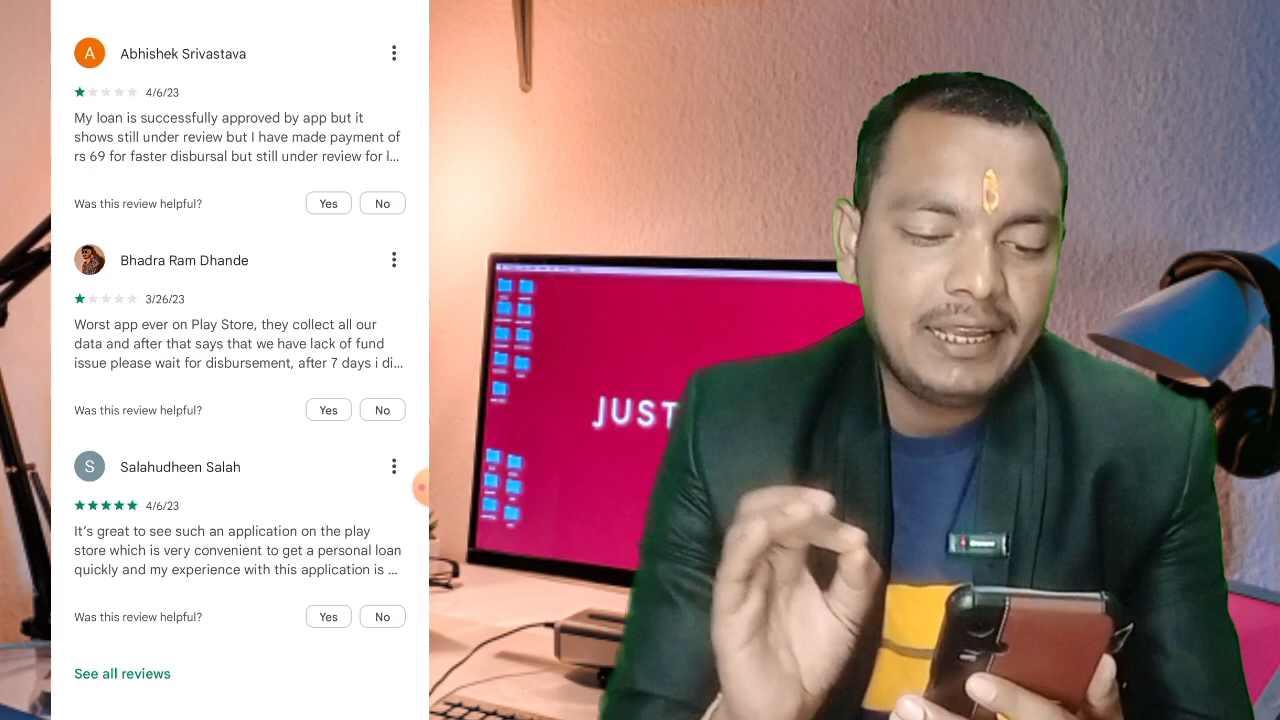 A Abhishek Srivastava
4/6/23
My loan is successfully approved by app but it
shows still under review but I have made payment of
rs 69 for faster disbursal but still under review for l...
Was this review helpful? Yes No
Bhadra Ram Dhande
3/26/23
Worst app ever on Play Store, they collect all our
data and after that says that we have lack of fund
issue please wait for disbursement, after 7 days i di...
Was this review helpful? Yes No
S Salahudheen Salah
4/6/23
It's great to see such an application on the play
store which is very convenient to get a personal loan
quickly and my experience with this application is ...
Was this review helpful? Yes No
See all reviews
JUST